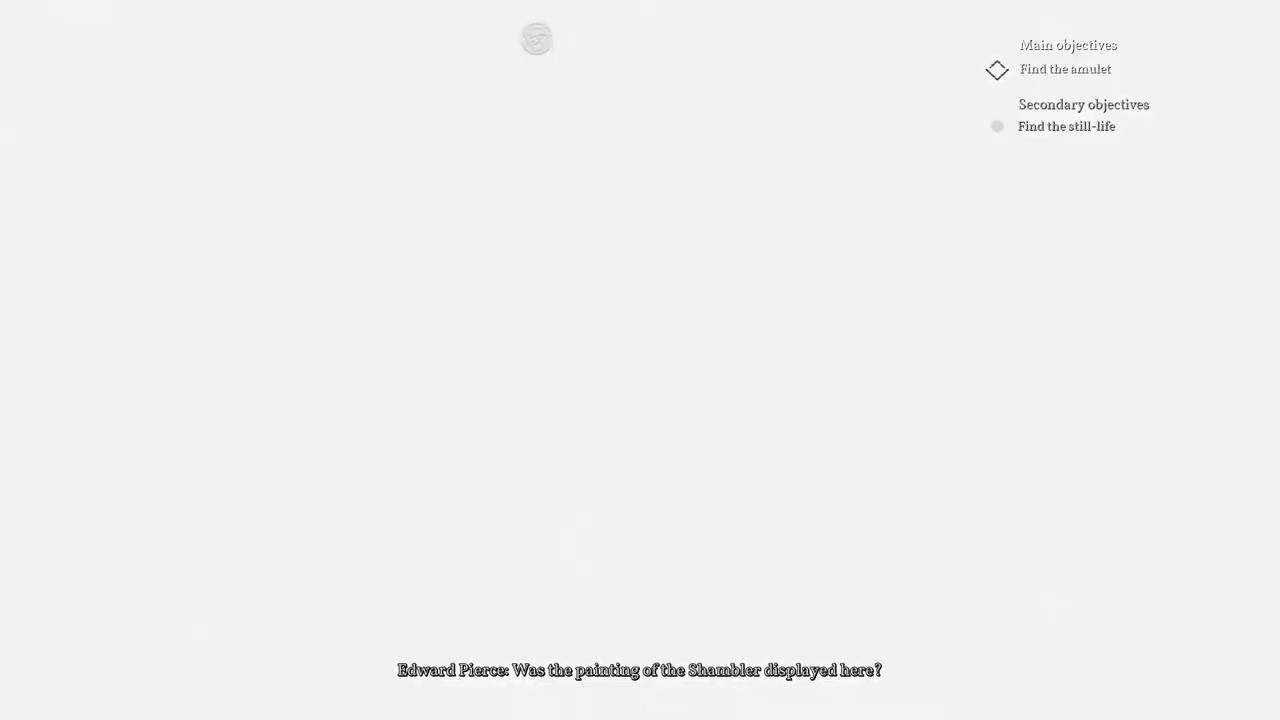 Main objectives
Find the amulet
Secondary objectives
Find the still-life
Edward Pierce: Was the painting of the Shambler displayed here?